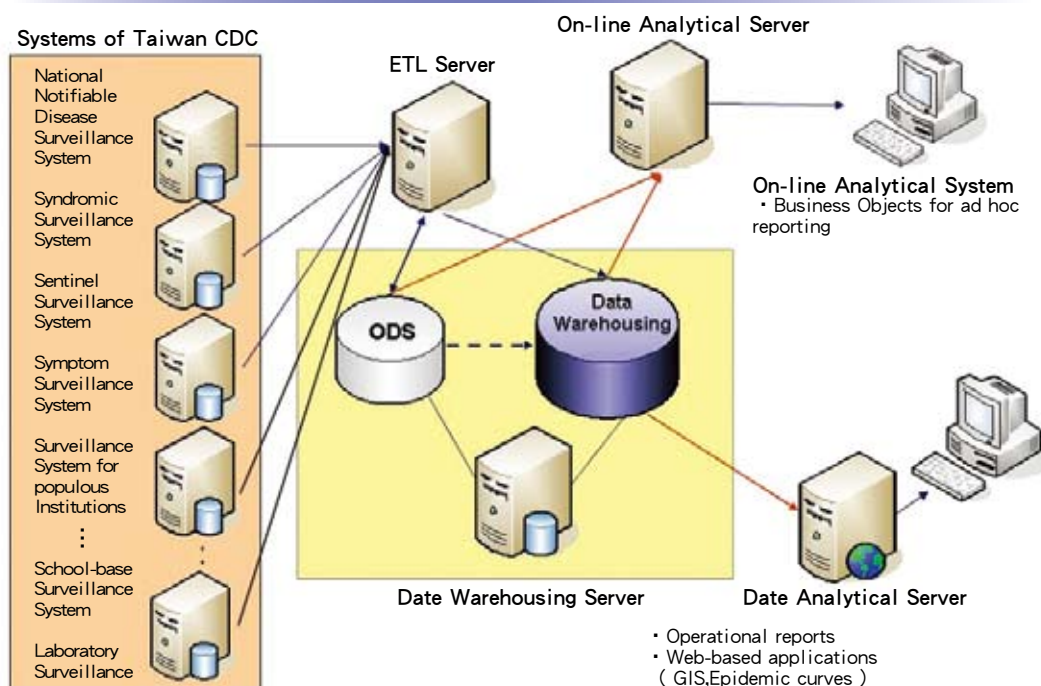 Systems of Taiwan CDC
National
Notifiable
Disease
Surveillance
System
Syndromic
Surveillance
System
Sentinel
Surveillance
System
Symptom
Surveillance
System
Surveillance
System for
populous
Institutions
⋮
School-base
Surveillance
System
Laboratory
Surveillance
ETL Server
On-line Analytical Server
On-line Analytical System
・Business Objects for ad hoc
reporting
ODS
Data
Warehousing
Date Warehousing Server
Date Analytical Server
・Operational reports
・Web-based applications
( GIS,Epidemic curves )